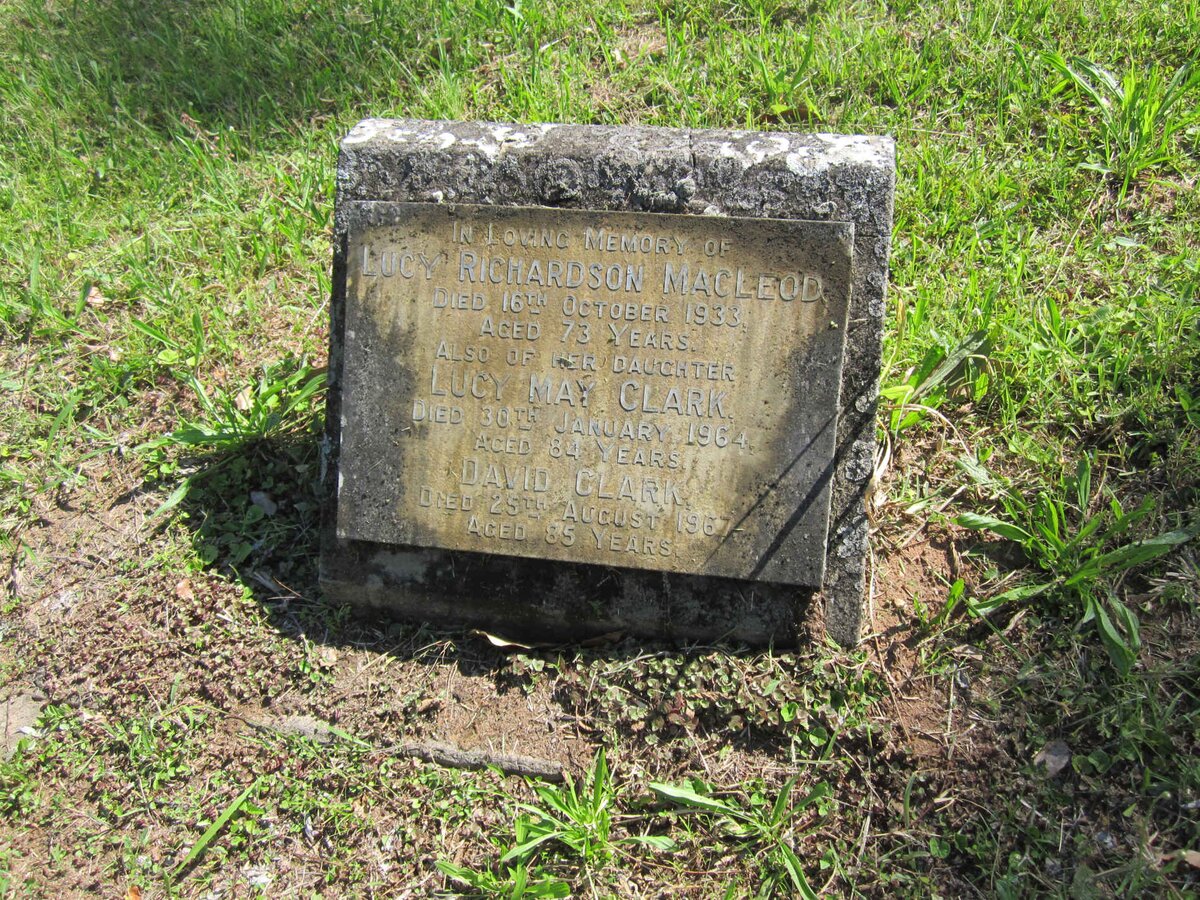 IN LOVING MEMORY OF
LUCY RICHARDSON MACLEOD
DIED 16TH OCTOBER 1933.
AGED 73 YEARS.
ALSO OF HER DAUGHTER
LUCY MAY CLARK.
DIED 30TH JANUARY 1964.
AGED 84 YEARS.
DAVID CLARK
DIED 25TH AUGUST 1967.
AGED 85 YEARS.